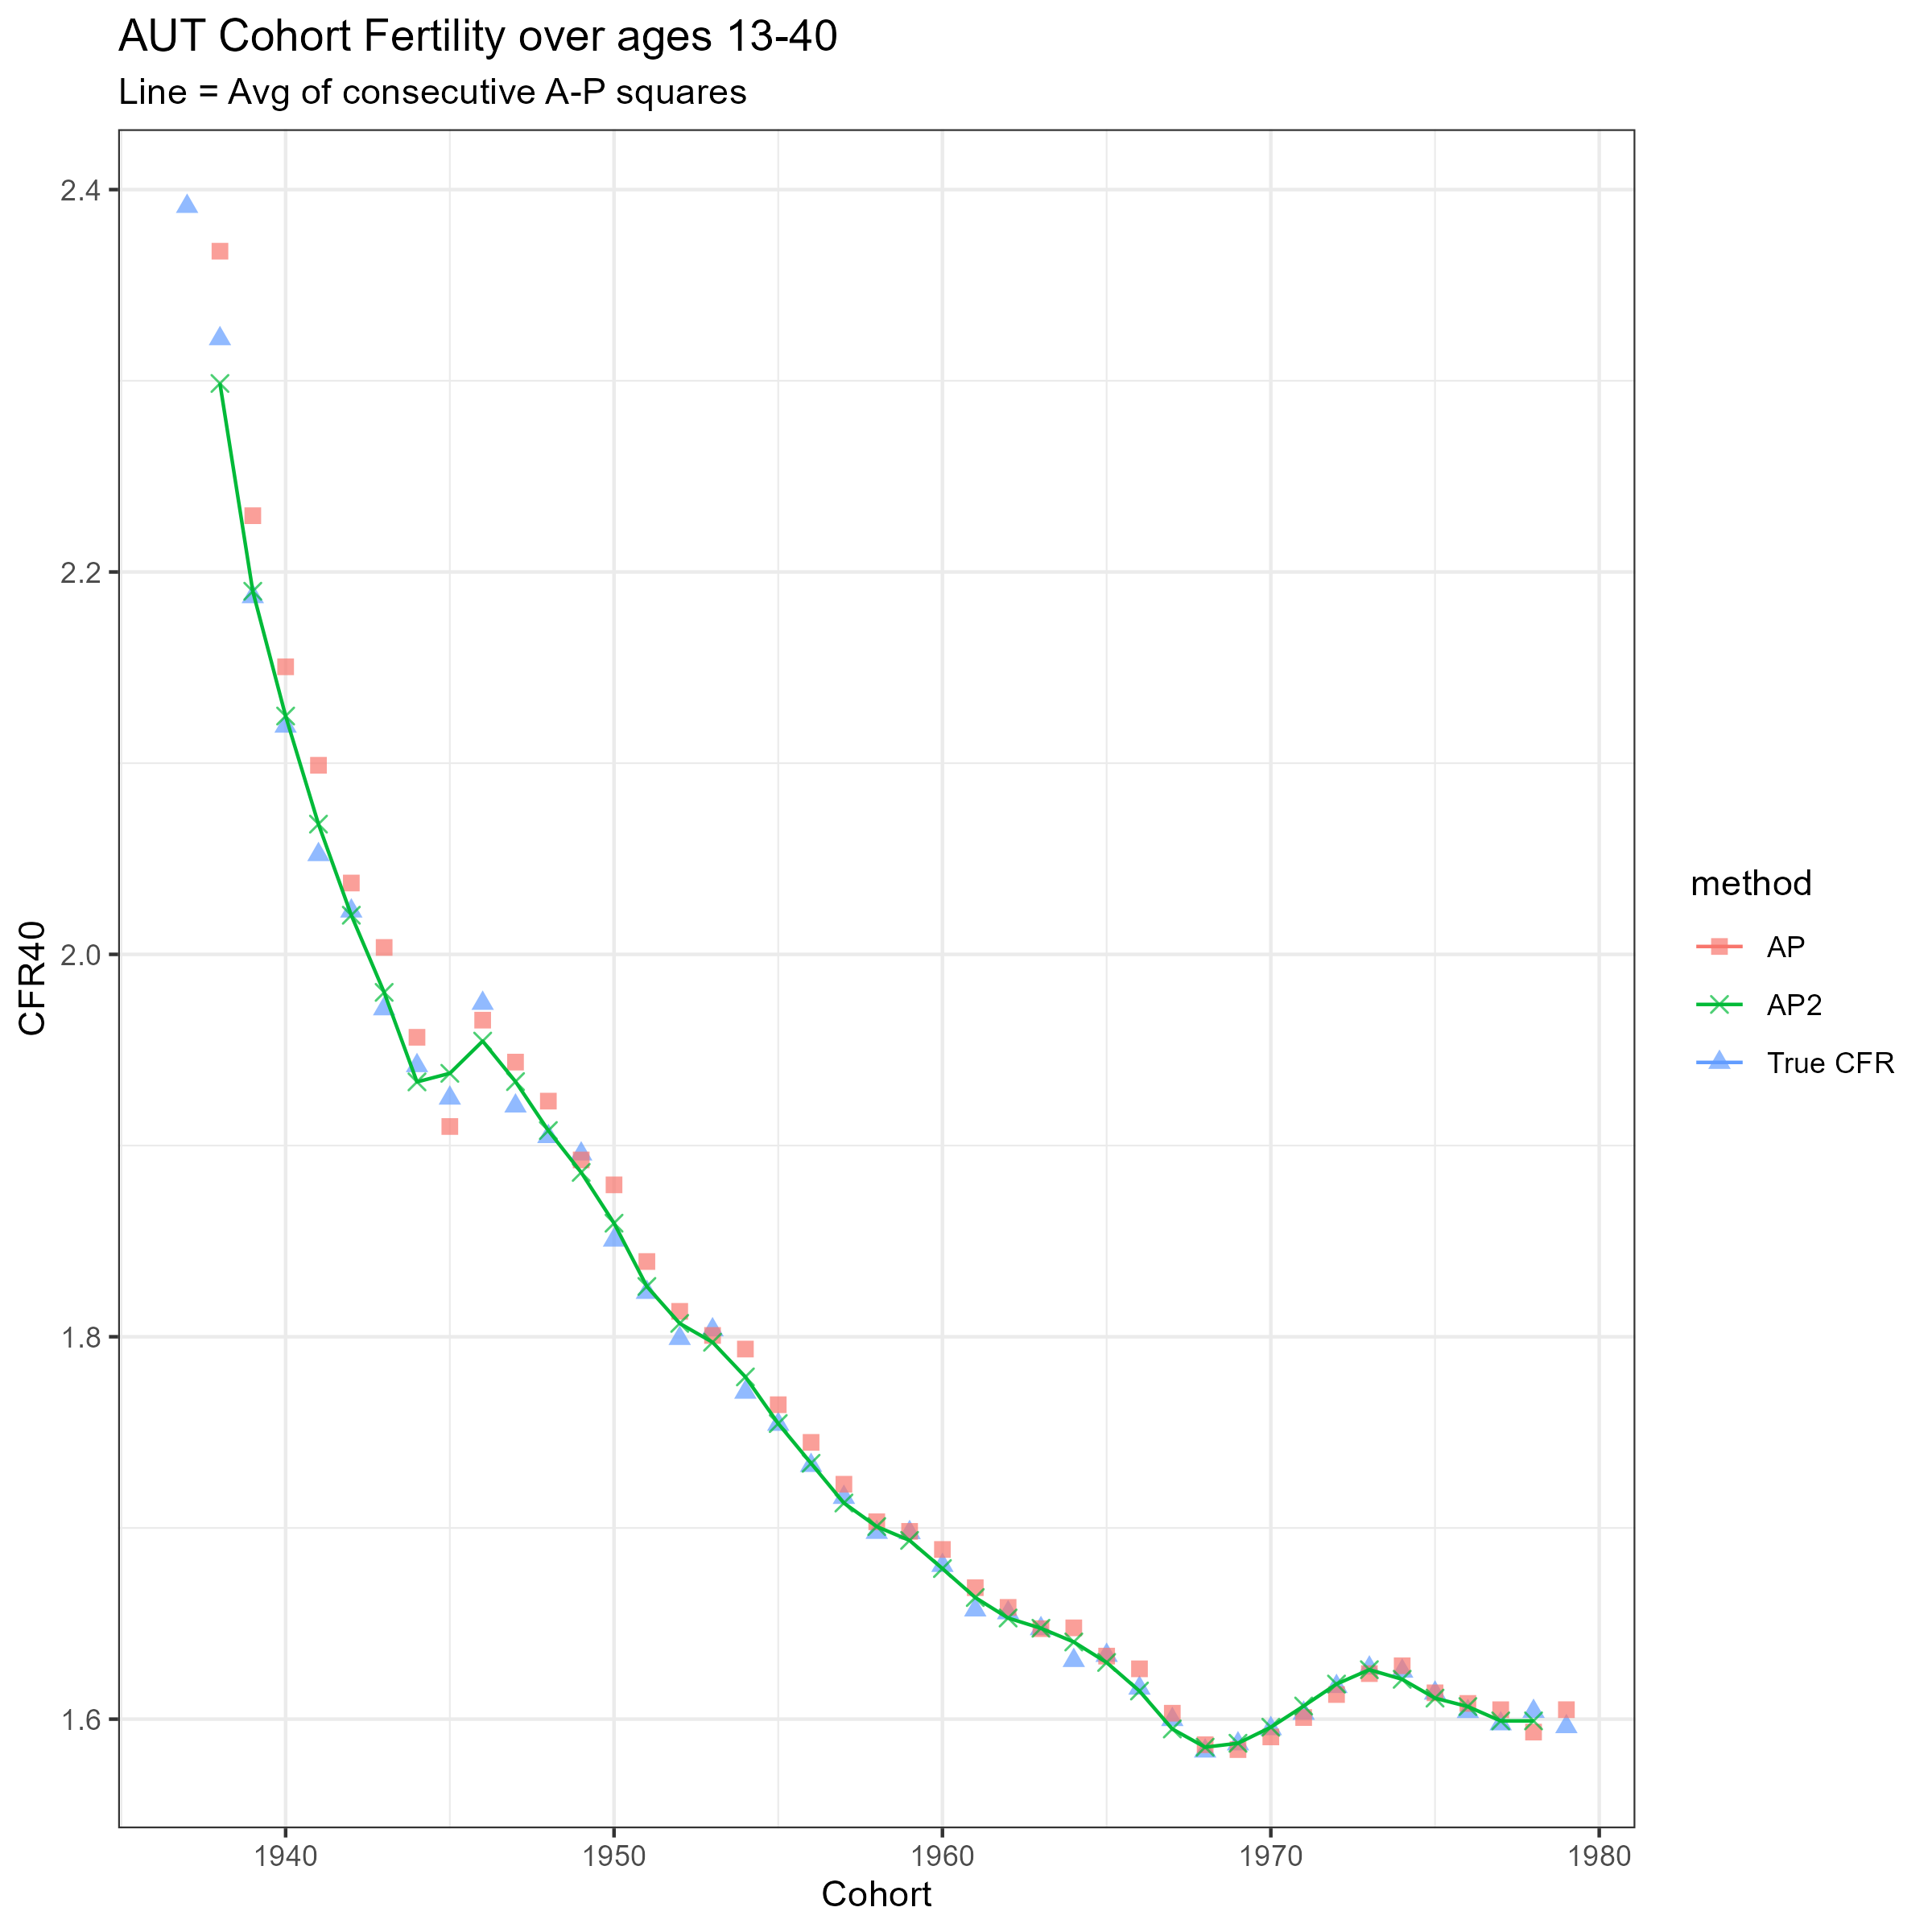 AUT Cohort Fertility over ages 13-40
Line = Avg of consecutive A-P squares
2.4
2.2
2.0
1.8
1.6
CFR40
1940
1950
1960
1970
1980
Cohort
method
AP
AP2
True CFR